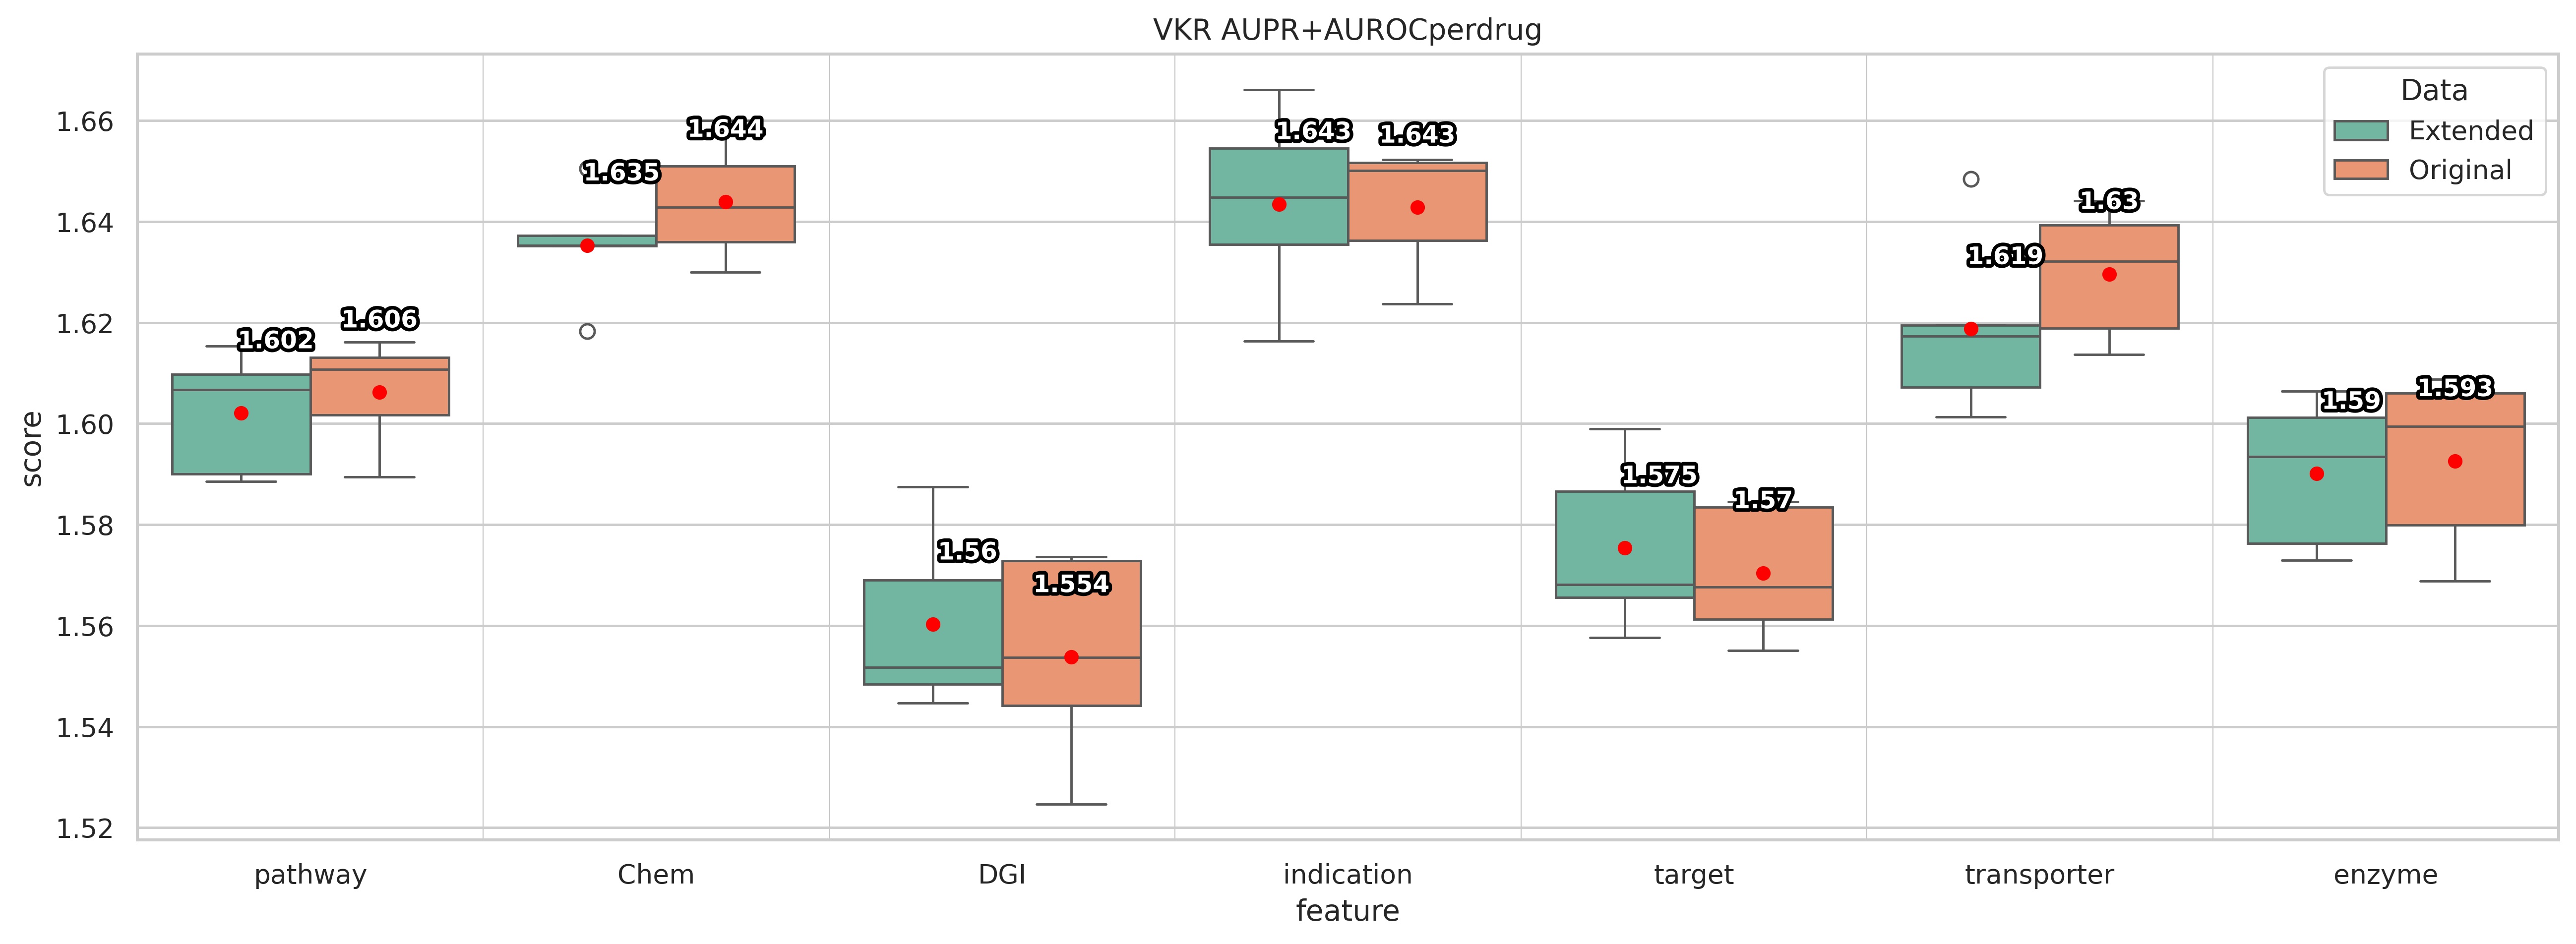 VKR AUPR+AUROCperdrug
score
1.66
1.64
1.62
1.60
1.58
1.56
1.54
1.52
1.602
1.606
1.635
1.644
1.56
1.554
1.643
1.643
1.575
1.57
1.619
1.63
1.59
1.593
Data
Extended
Original
pathway
Chem
DGI
indication
target
transporter
enzyme
feature